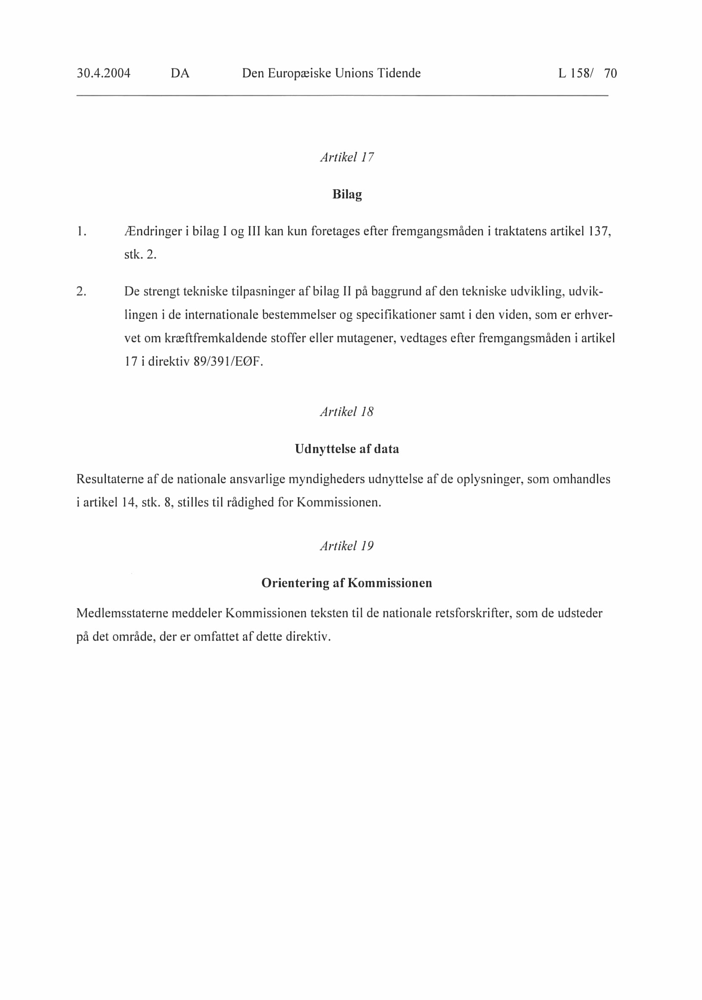 30.4.2004 DA Den Europæiske Unions Tidende L 158/ 70
Artikel 17
Bilag
1. Ændringer i bilag I og III kan kun foretages efter fremgangsmåden i traktatens artikel 137,
stk. 2.
2. De strengt tekniske tilpasninger af bilag II på baggrund af den tekniske udvikling, udvik-
lingen i de internationale bestemmelser og specifikationer samt i den viden, som er erhver-
vet om kræftfremkaldende stoffer eller mutagener, vedtages efter fremgangsmåden i artikel
17 i direktiv 89/391/EØF.
Artikel 18
Udnyttelse af data
Resultaterne af de nationale ansvarlige myndigheders udnyttelse af de oplysninger, som omhandles
i artikel 14, stk. 8, stilles til rådighed for Kommissionen.
Artikel 19
Orientering af Kommissionen
Medlemsstaterne meddeler Kommissionen teksten til de nationale retsforskrifter, som de udsteder
på det område, der er omfattet af dette direktiv.